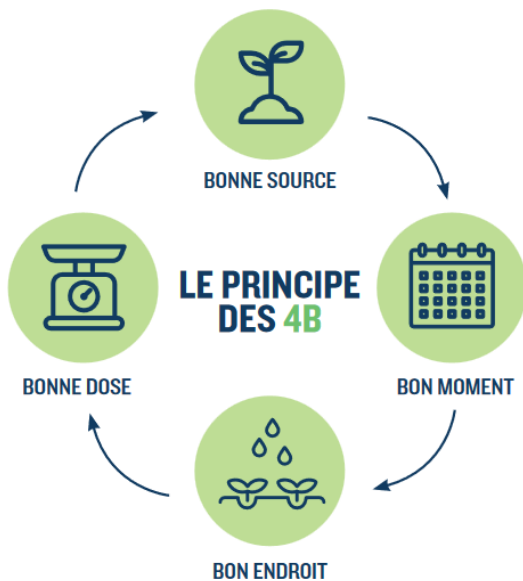 BONNE SOURCE
LE PRINCIPE
DES 4B
BONNE DOSE
BON MOMENT
BON ENDROIT